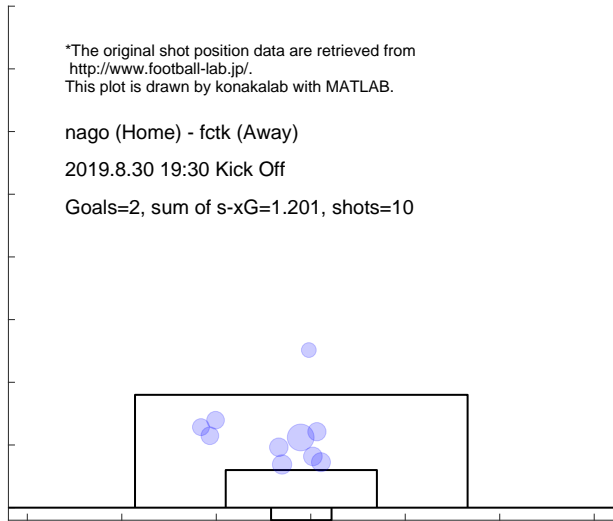 *The original shot position data are retrieved from
http://www.football-lab.jp/.
This plot is drawn by konakalab with MATLAB.
nago (Home) - fctk (Away)
2019.8.30 19:30 Kick Off
Goals=2, sum of s-xG=1.201, shots=10